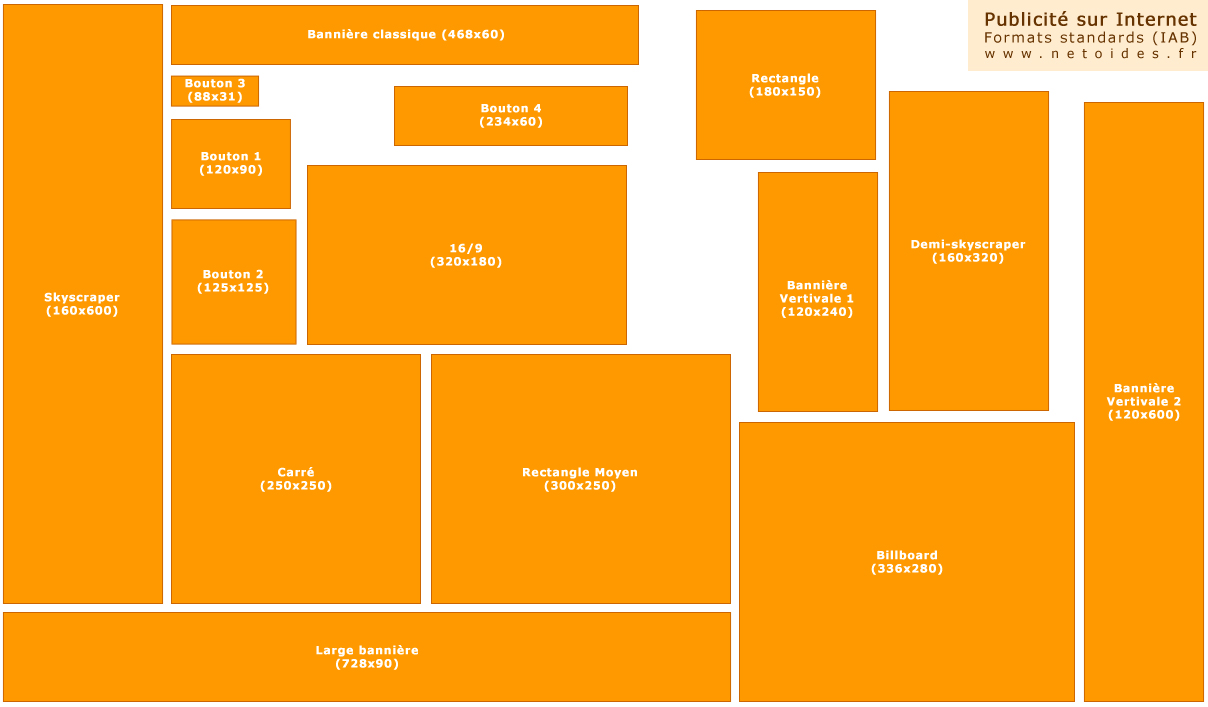 Publicité sur Internet
Formats standards (IAB)
www.netoides.fr
Bannière classique (468x60)
Bouton 3
(88x31)
Bouton 4
(234x60)
Rectangle
(180x150)
Bouton 1
(120x90)
16/9
(320x180)
Demi-skyscraper
(160x320)
Bouton 2
(125x125)
Skyscraper
(160x600)
Bannière
Vertivale 1
(120x240)
Bannière
Vertivale 2
(120x600)
Carré
(250x250)
Rectangle Moyen
(300x250)
Billboard
(336x280)
Large bannière
(728x90)